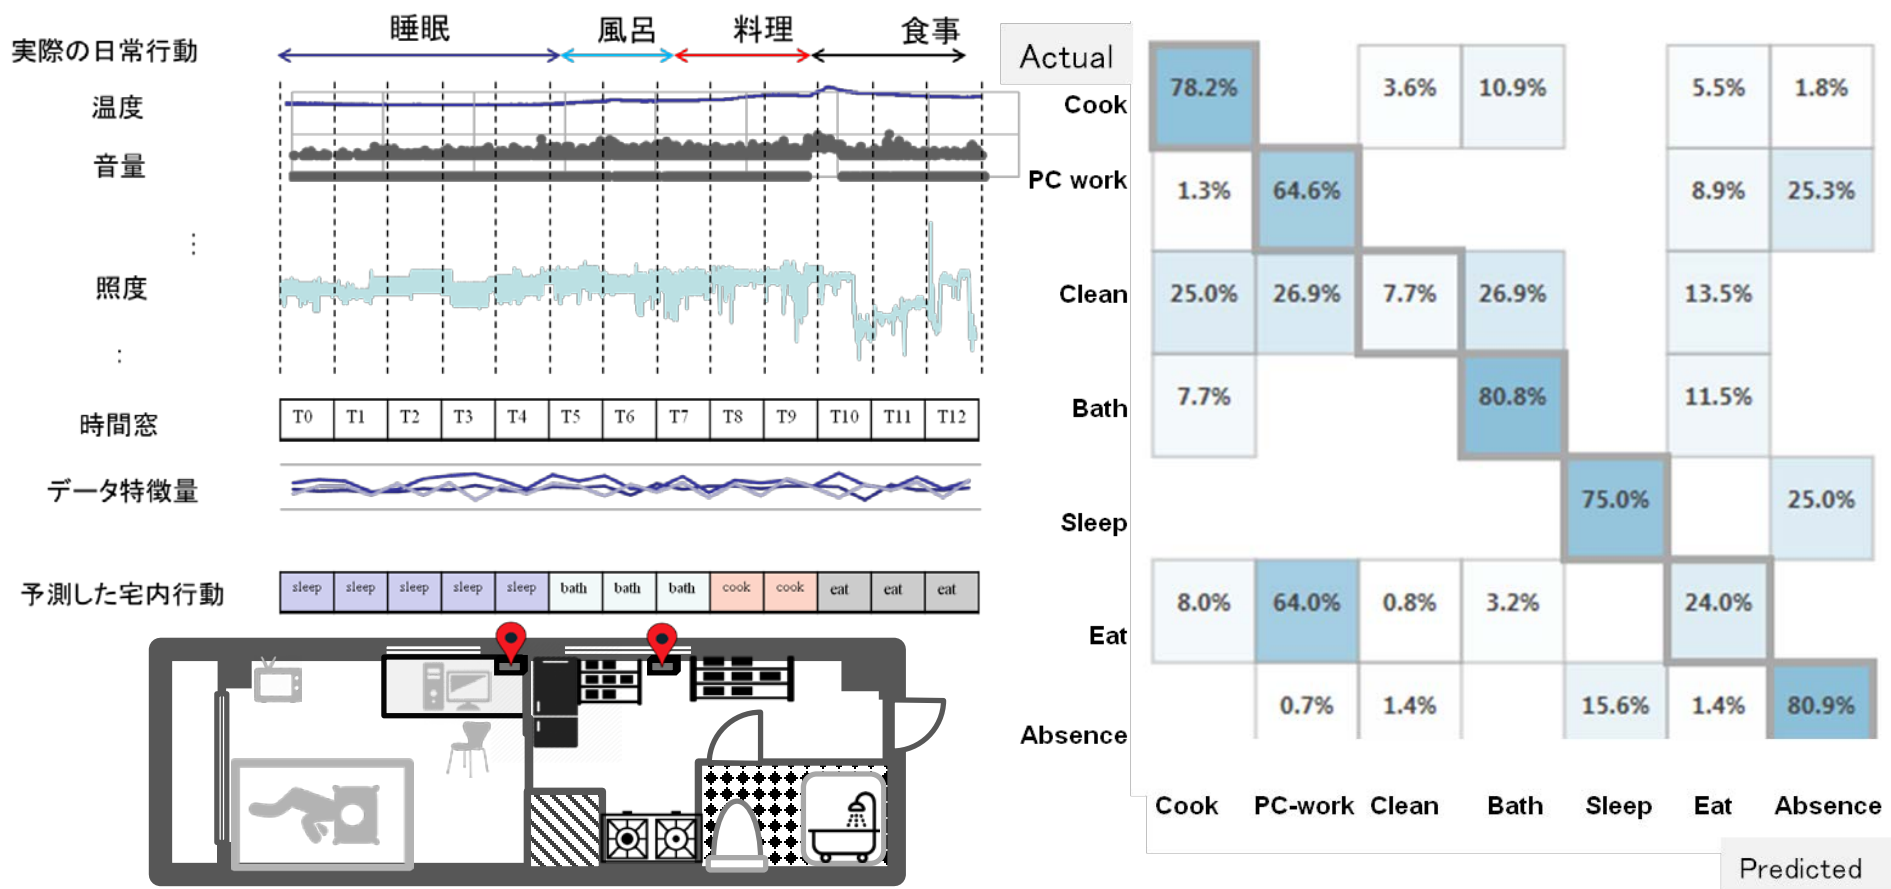 睡眠 風呂 料理 食事
実際の日常行動
温度
音量
⋮
照度
:
時間窓 T0 T1 T2 T3 T4 T5 T6 T7 T8 T9 T10 T11 T12
データ特徴量
予測した宅内行動 sleep sleep sleep sleep sleep bath bath bath cook cook eat eat eat
Actual
Cook 78.2% 3.6% 10.9% 5.5% 1.8%
PC work 1.3% 64.6% 8.9% 25.3%
Clean 25.0% 26.9% 7.7% 26.9% 13.5%
Bath 7.7% 80.8% 11.5%
Sleep 75.0% 25.0%
Eat 8.0% 64.0% 0.8% 3.2% 24.0%
Absence 0.7% 1.4% 15.6% 1.4% 80.9%
Cook PC-work Clean Bath Sleep Eat Absence
Predicted